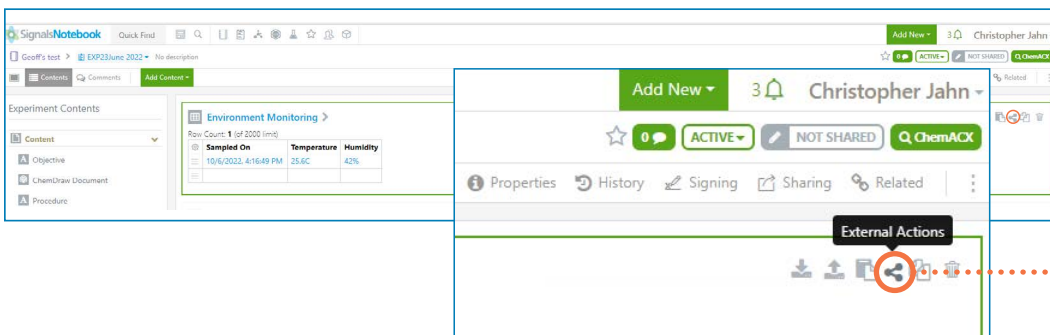 SignalsNotebook Quick Find Add New 3 Christopher Jahn
Geoff's test > EXP23June 2022 No description 0 ACTIVE NOT SHARED ChemACX
Contents Comments Add Content Related
Experiment Contents
Content
Objective
ChemDraw Document
Procedure
Environment Monitoring >
Row Count: 1 (of 2000 limit)
Sampled On Temperature Humidity
10/6/2022, 4:16:49 PM 25.6C 42%
Add New 3 Christopher Jahn
0 ACTIVE NOT SHARED ChemACX
Properties History Signing Sharing Related
External Actions